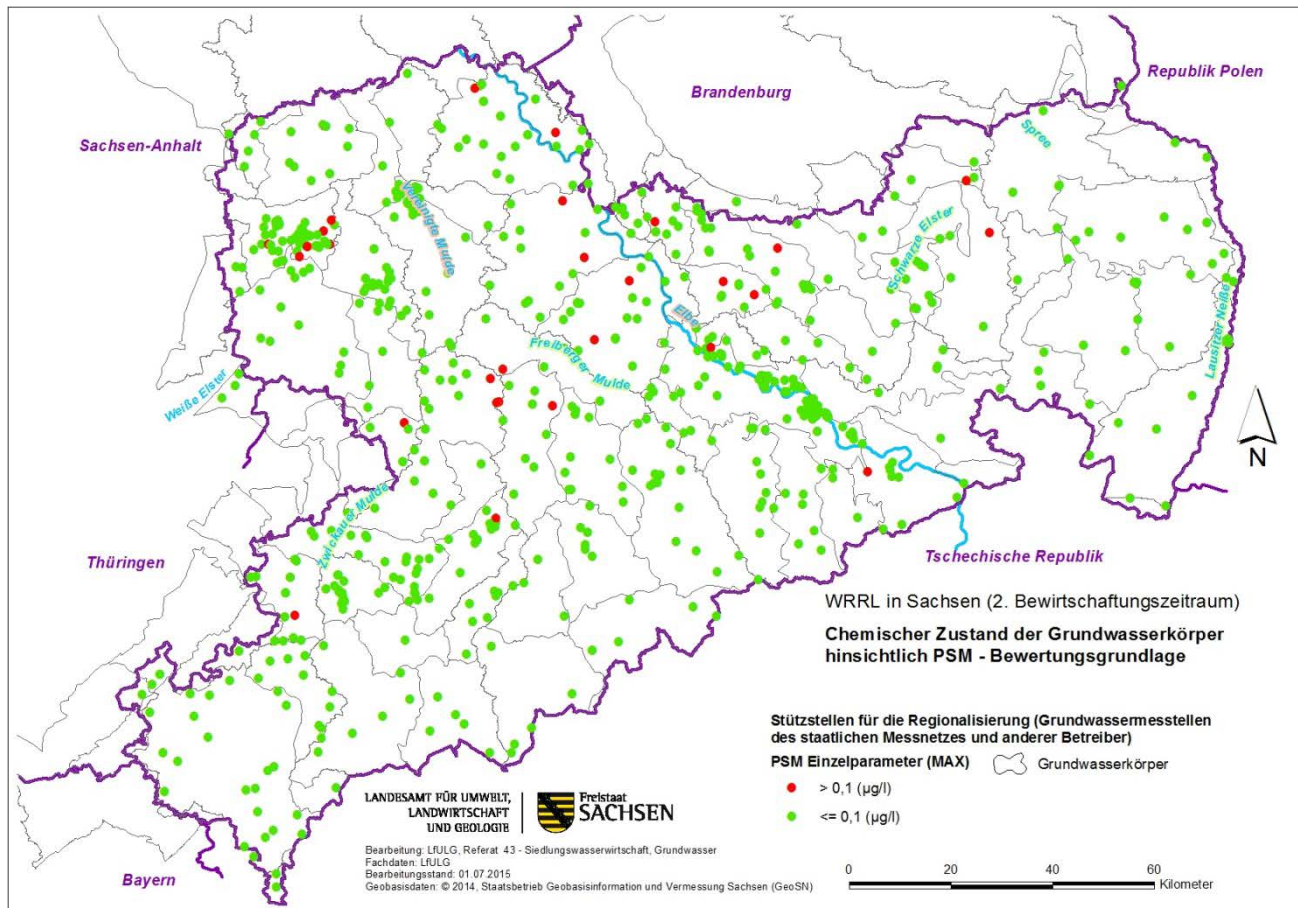 Republik Polen
Brandenburg
Sachsen-Anhalt
Spree
Vereinigte Mulde
Schwarze Elster
Elbe
Lausitzer Neiße
Freiberger Mulde
Weiße Elster
N
Zwickauer Mulde
Thüringen
Tschechische Republik
WRRL in Sachsen (2. Bewirtschaftungszeitraum)
Chemischer Zustand der Grundwasserkörper
hinsichtlich PSM - Bewertungsgrundlage
Stützstellen für die Regionalisierung (Grundwassermesstellen
des staatlichen Messnetzes und anderer Betreiber)
PSM Einzelparameter (MAX) Grundwasserkörper
> 0,1 (µg/l)
<= 0,1 (µg/l)
LANDESAMT FÜR UMWELT,
LANDWIRTSCHAFT
UND GEOLOGIE
Freistaat
SACHSEN
Bearbeitung: LfULG, Referat 43 - Siedlungswasserwirtschaft, Grundwasser
Fachdaten: LfULG
Bearbeitungsstand: 01.07.2015
Geobasisdaten: © 2014, Staatsbetrieb Geobasisinformation und Vermessung Sachsen (GeoSN)
Bayern
0 20 40 60
Kilometer